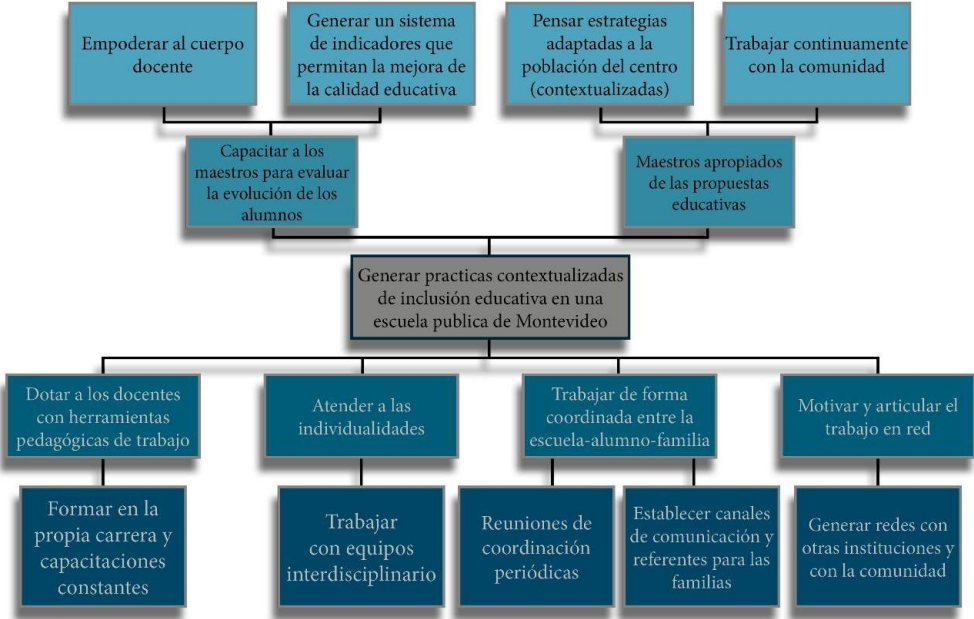 Empoderar al cuerpo
docente
Generar un sistema
de indicadores que
permitan la mejora de
la calidad educativa
Pensar estrategias
adaptadas a la
población del centro
(contextualizadas)
Trabajar continuamente
con la comunidad
Capacitar a los
maestros para evaluar
la evolución de los
alumnos
Maestros apropiados
de las propuestas
educativas
Generar practicas contextualizadas
de inclusión educativa en una
escuela publica de Montevideo
Dotar a los docentes
con herramientas
pedagógicas de trabajo
Atender a las
individualidades
Trabajar de forma
coordinada entre la
escuela-alumno-familia
Motivar y articular el
trabajo en red
Formar en la
propia carrera y
capacitaciones
constantes
Trabajar
con equipos
interdisciplinario
Reuniones de
coordinación
periódicas
Establecer canales
de comunicación y
referentes para las
familias
Generar redes con
otras instituciones y
con la comunidad